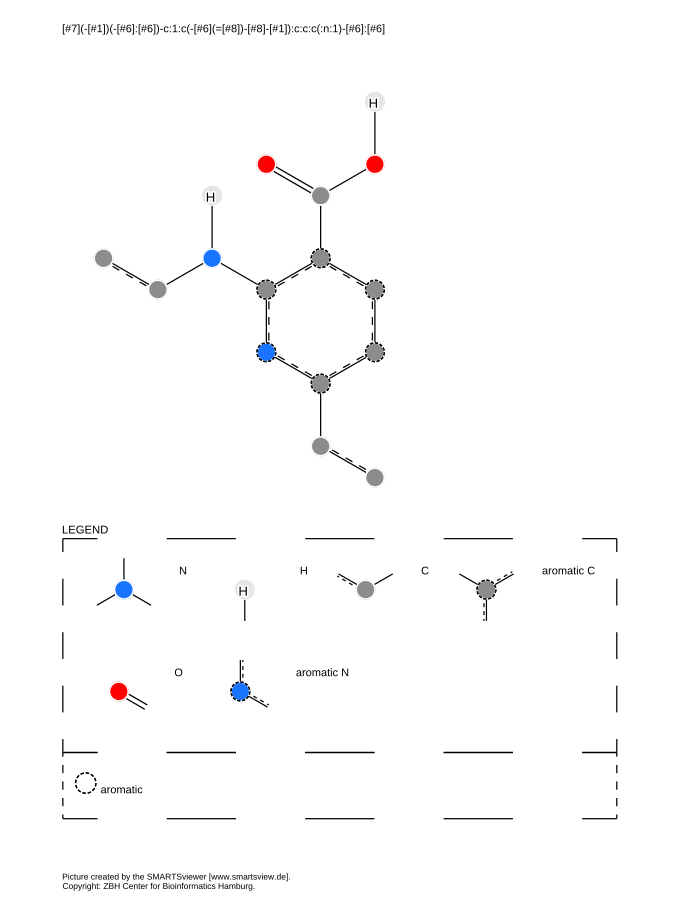 [#7](-[#1])(-[#6]:[#6])-c:1:c(-[#6](=[#8])-[#8]-[#1]):c:c:c(:n:1)-[#6]:[#6]
H
H
LEGEND
N
H
H
C
aromatic C
O
aromatic N
aromatic
Picture created by the SMARTSviewer [www.smartsview.de].
Copyright: ZBH Center for Bioinformatics Hamburg.